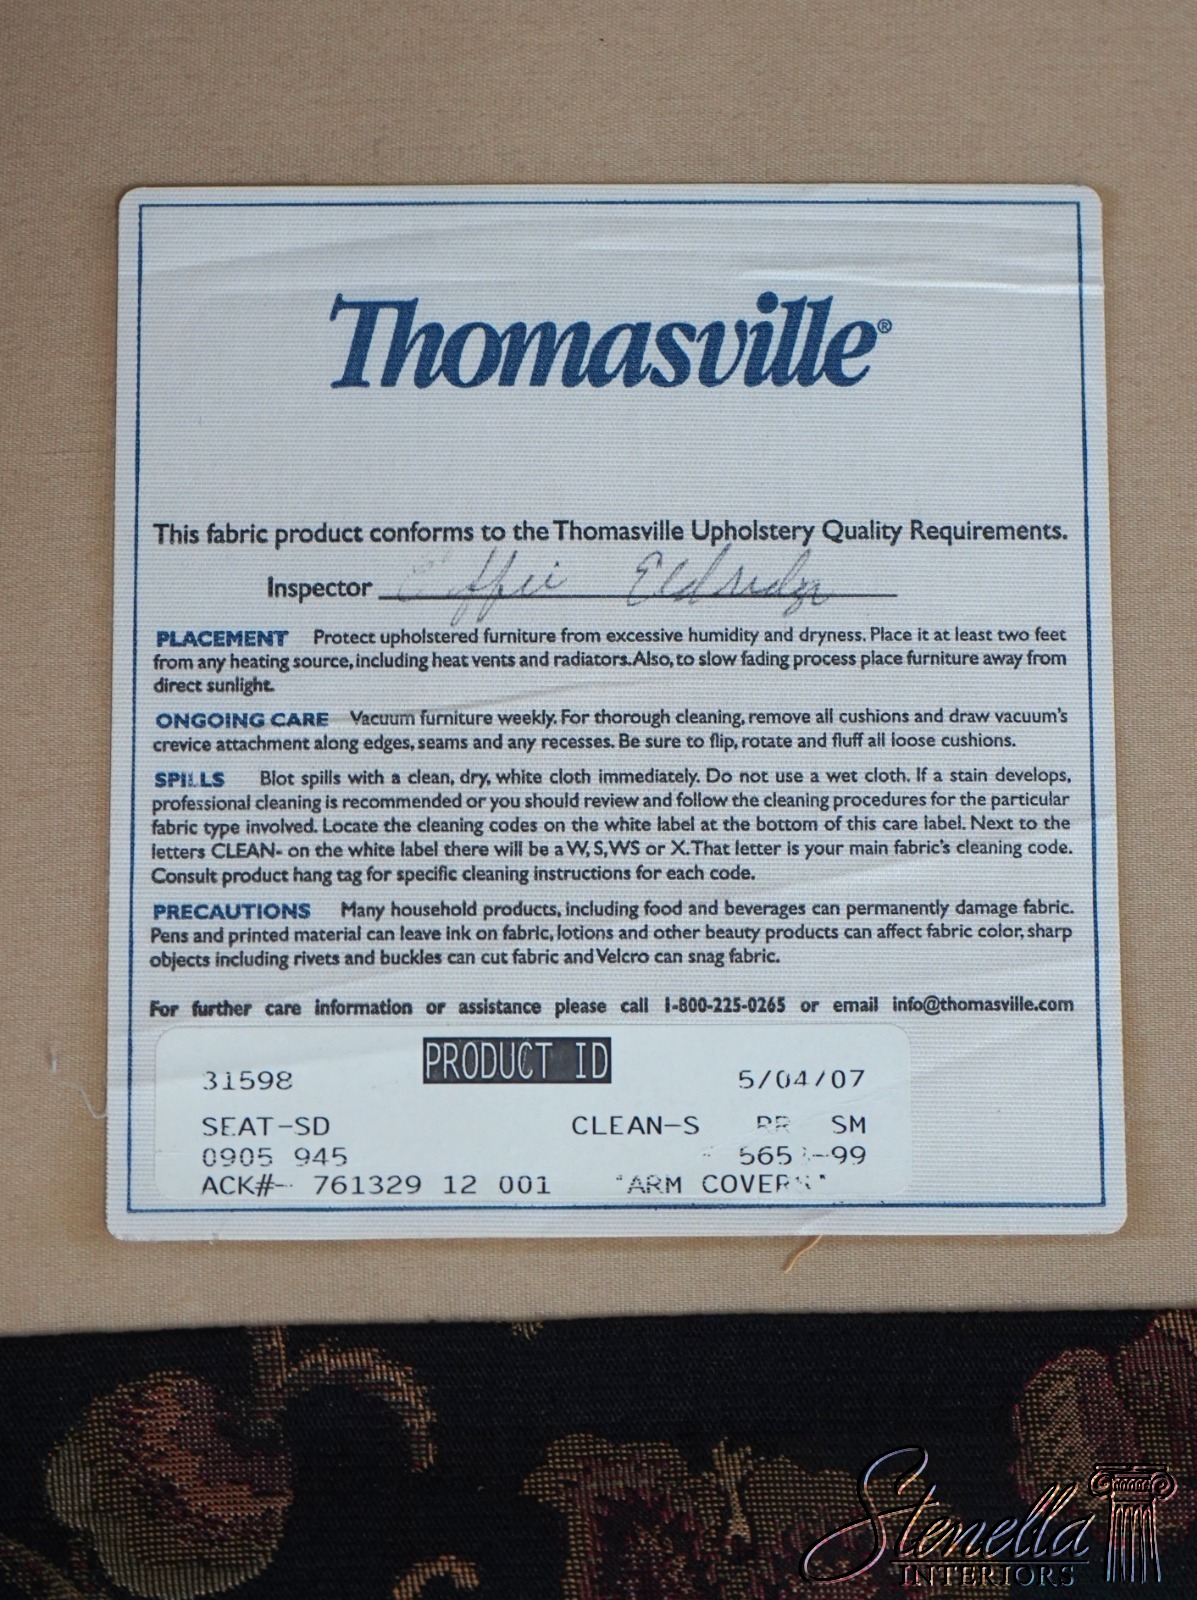 Thomasville®
This fabric product conforms to the Thomasville Upholstery Quality Requirements.
Inspector Eldridge
PLACEMENT Protect upholstered furniture from excessive humidity and dryness. Place it at least two feet
from any heating source, including heat vents and radiators. Also, to slow fading process place furniture away from
direct sunlight.
ONGOING CARE Vacuum furniture weekly. For thorough cleaning, remove all cushions and draw vacuum's
crevice attachment along edges, seams and any recesses. Be sure to flip, rotate and fluff all loose cushions.
SPILLS Blot spills with a clean, dry, white cloth immediately. Do not use a wet cloth. If a stain develops,
professional cleaning is recommended or you should review and follow the cleaning procedures for the particular
fabric type involved. Locate the cleaning codes on the white label at the bottom of this care label. Next to the
letters CLEAN- on the white label there will be a W, S, WS or X. That letter is your main fabric's cleaning code.
Consult product hang tag for specific cleaning instructions for each code.
PRECAUTIONS Many household products, including food and beverages can permanently damage fabric.
Pens and printed material can leave ink on fabric, lotions and other beauty products can affect fabric color, sharp
objects including rivets and buckles can cut fabric and Velcro can snag fabric.
For further care information or assistance please call 1-800-225-0265 or email info@thomasville.com
PRODUCT ID
31598 5/04/07
SEAT-SD CLEAN-S SM
0905 945
ACK#- 761329 12 001 *ARM COVERS*
Stenella
INTERIORS